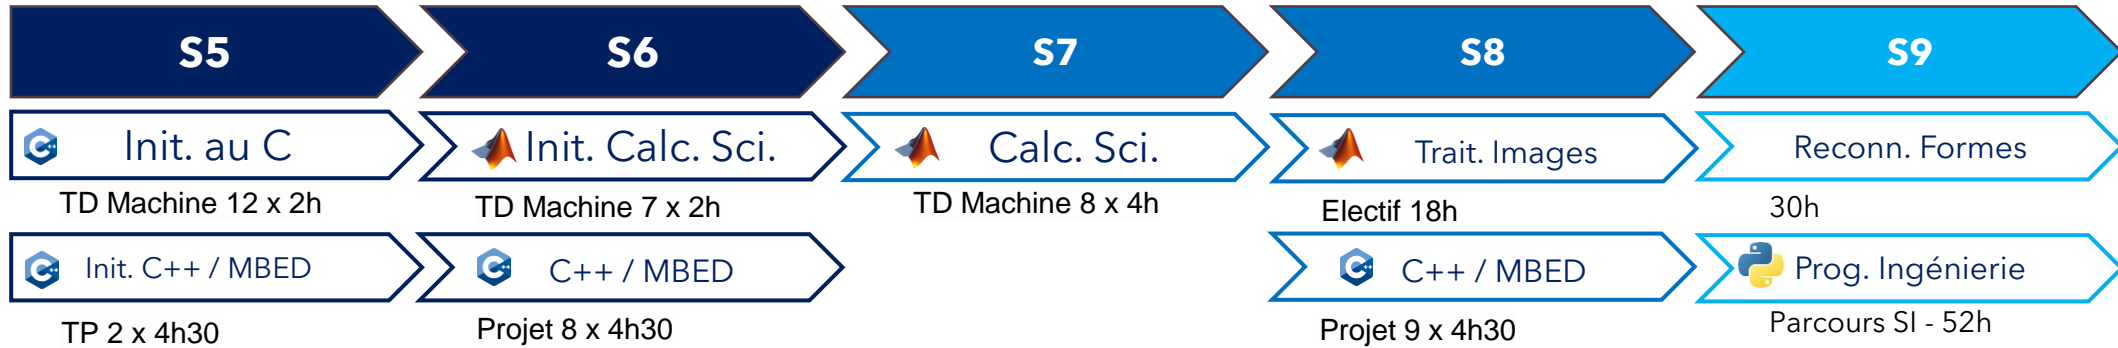 S5
S6
S7
S8
S9
Init. au C
Init. Calc. Sci.
Calc. Sci.
Trait. Images
Reconn. Formes
TD Machine 12 x 2h
TD Machine 7 x 2h
TD Machine 8 x 4h
Electif 18h
30h
Init. C++ / MBED
C++ / MBED
C++ / MBED
Prog. Ingénierie
TP 2 x 4h30
Projet 8 x 4h30
Projet 9 x 4h30
Parcours SI - 52h